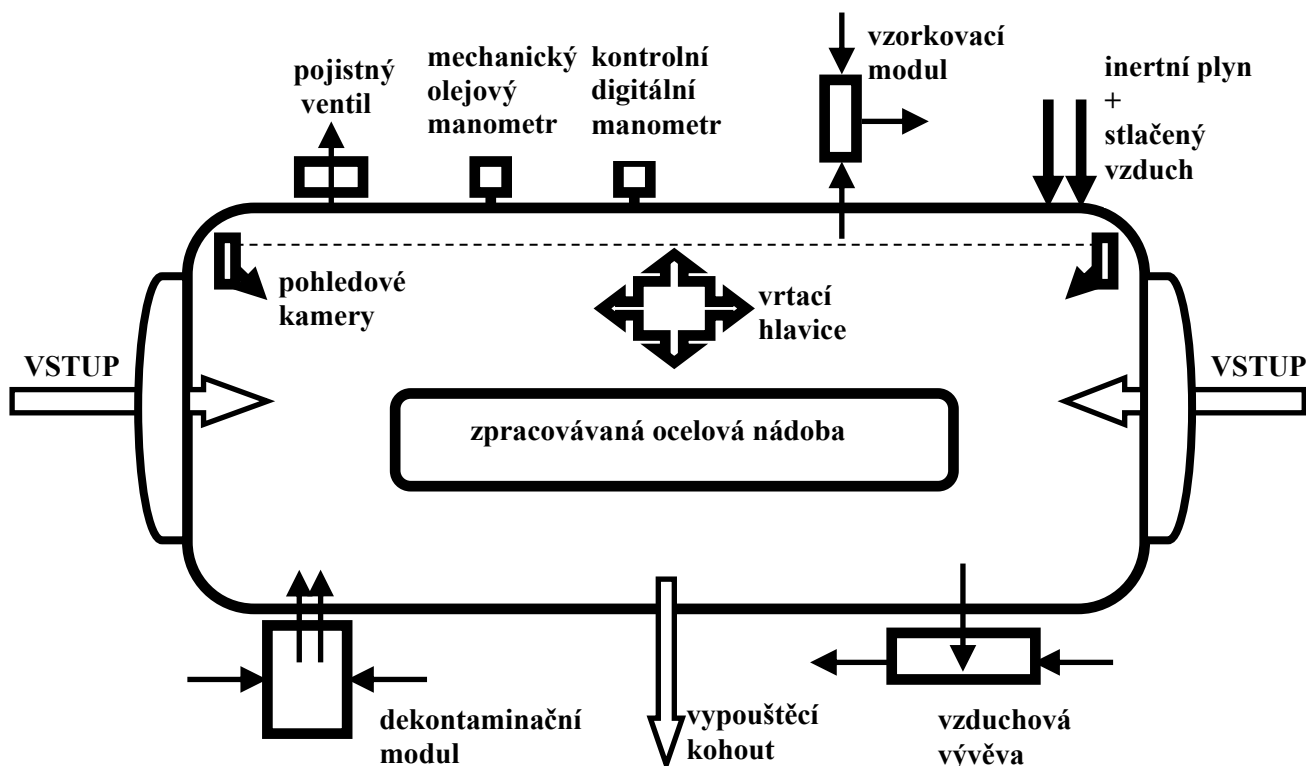 pojistný
ventil
mechanický
olejový
manometr
kontrolní
digitální
manometr
vzorkovací
modul
inertní plyn
+
stlačený
vzduch
pohledové
kamery
vrtací
hlavice
VSTUP
VSTUP
zpracovávaná ocelová nádoba
dekontaminační
modul
vypouštěcí
kohout
vzduchová
vývěva